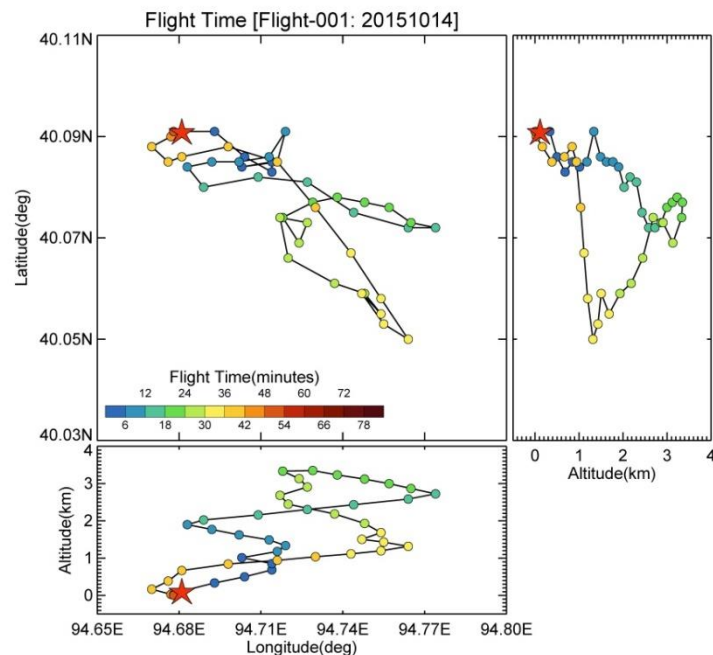 Flight Time [Flight-001: 20151014]
40.11N
40.09N
40.07N
40.05N
40.03N
Latitude(deg)
Flight Time(minutes)
12 24 36 48 60 72
6 18 30 42 54 66 78
0 1 2 3 4
Altitude(km)
4
3
2
1
0
Altitude(km)
94.65E 94.68E 94.71E 94.74E 94.77E 94.80E
Longitude(deg)